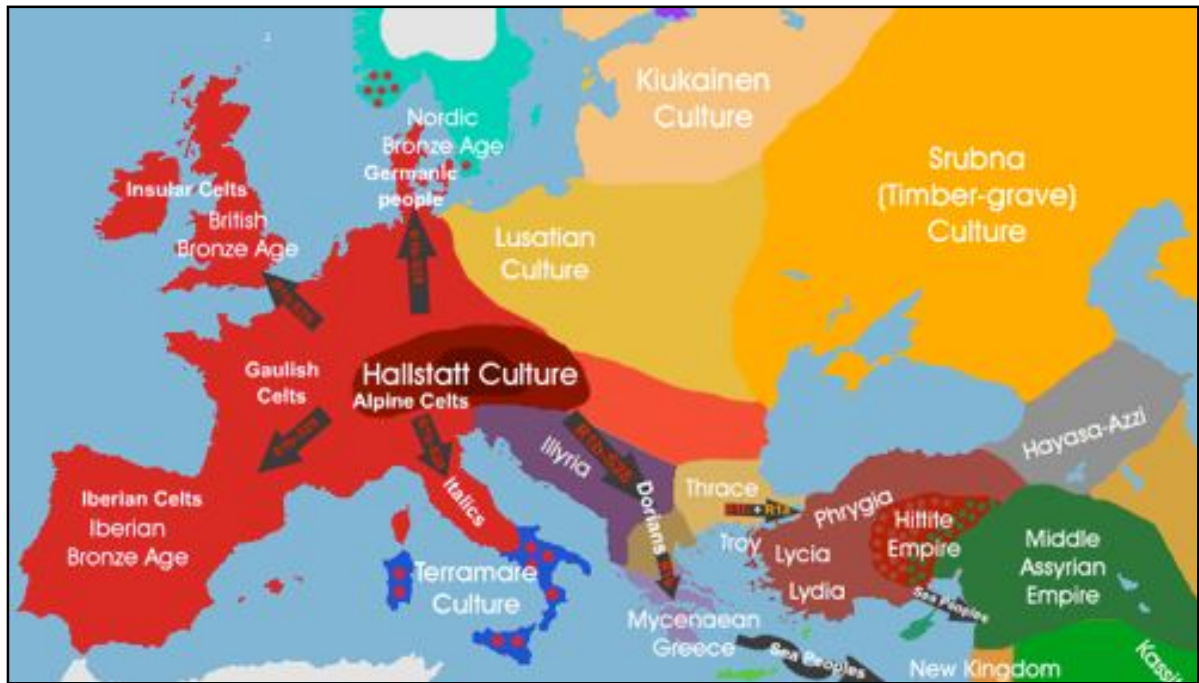 Kiukainen
Culture
Nordic
Bronze Age
Germanic
people
Srubna
(Timber-grave)
Culture
Insular Celts
British
Bronze Age
Lusatian
Culture
Gaulish
Celts
Hallstatt Culture
Alpine Celts
Hayasa-Azzi
Illyria
Thrace
Dorians
Italics
Iberian Celts
Iberian
Bronze Age
Phrygia
Troy
Lycia
Lydia
Hittite
Empire
Middle
Assyrian
Empire
Terramare
Culture
Sea Peoples
Mycenaean
Greece
Sea Peoples
New Kingdom